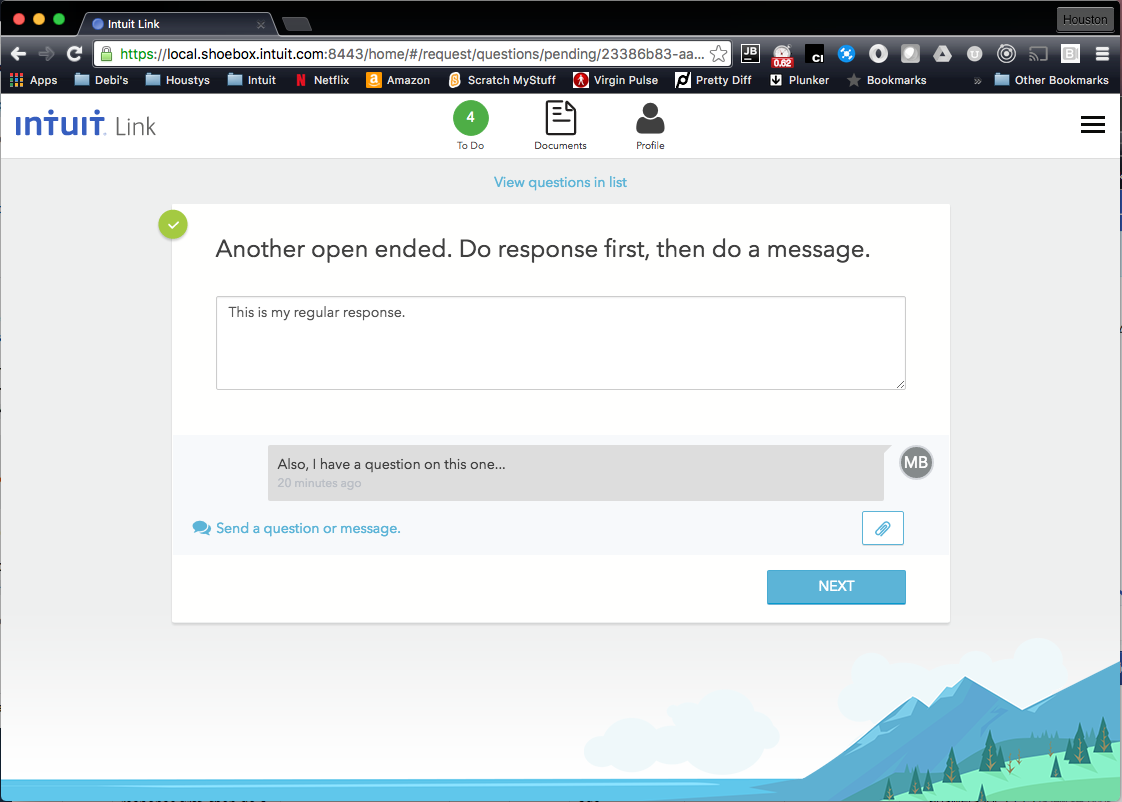 Intuit Link
Houston
https://local.shoebox.intuit.com:8443/home/#/request/questions/pending/23386b83-aa...
JB
0.62
CI
B
Apps Debi's Houstys Intuit Netflix Amazon Scratch MyStuff Virgin Pulse Pretty Diff Plunker Bookmarks » Other Bookmarks
intuit. Link
4
To Do Documents Profile
View questions in list
Another open ended. Do response first, then do a message.
This is my regular response.
Also, I have a question on this one...
20 minutes ago
MB
Send a question or message.
NEXT